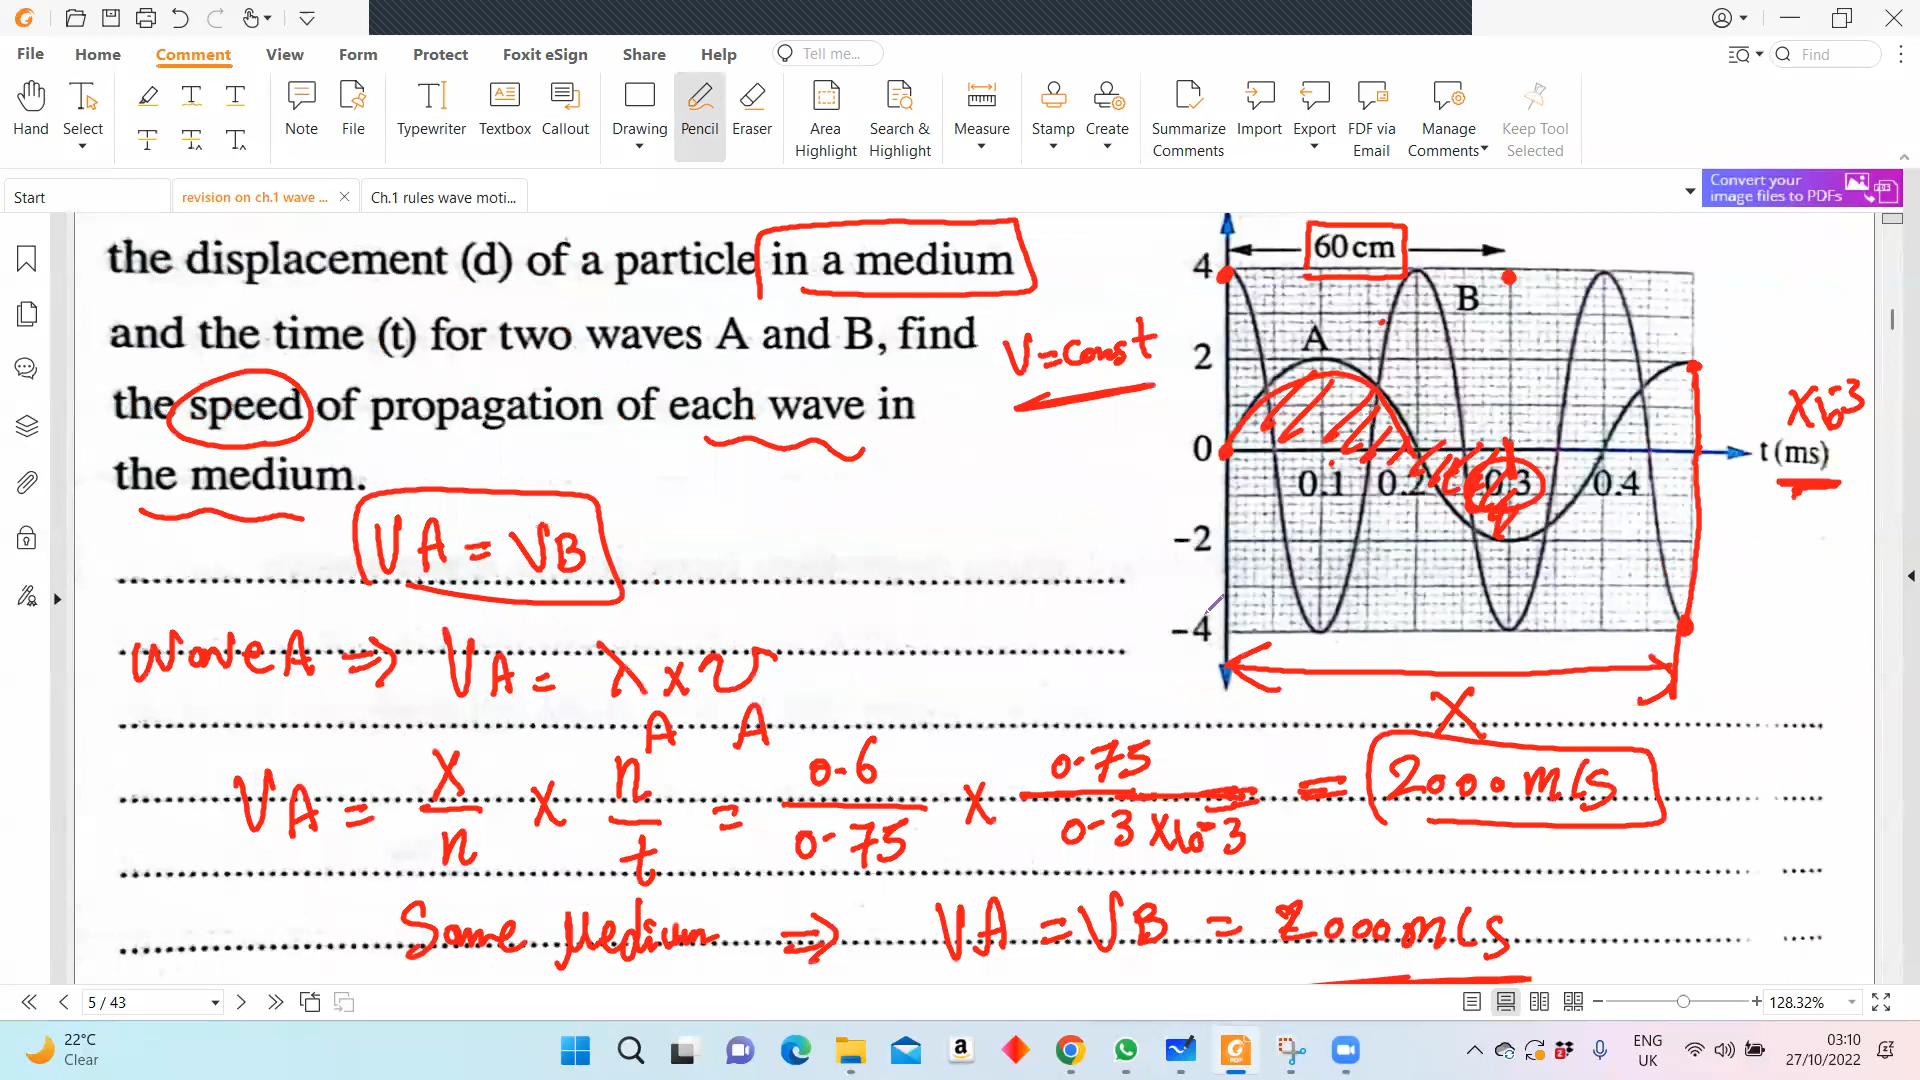 File Home Comment View Form Protect Foxit eSign Share Help Tell me... Find
Hand Select Note File Typewriter Textbox Callout Drawing Pencil Eraser Area Highlight Search & Highlight Measure Stamp Create Summarize Comments Import Export FDF via Email Manage Comments Keep Tool Selected
Start revision on ch.1 wave ... Ch.1 rules wave moti... Convert your image files to PDFs
the displacement (d) of a particle in a medium
and the time (t) for two waves A and B, find
the speed of propagation of each wave in
the medium.
V=const
60 cm
4
B
A
2
x10-3
0
t (ms)
0.1 0.2 0.3 0.4
-2
-4
VA = VB
Wave A => VA = λ x ν
A A
X
VA = X/n x n/t = 0.6/0.75 x 0.75/0.3 x10-3 = 2000 m/s
Same Medium => VA = VB = 2000 m/s
5 / 43
128.32%
22°C
Clear
ENG
UK
03:10
27/10/2022